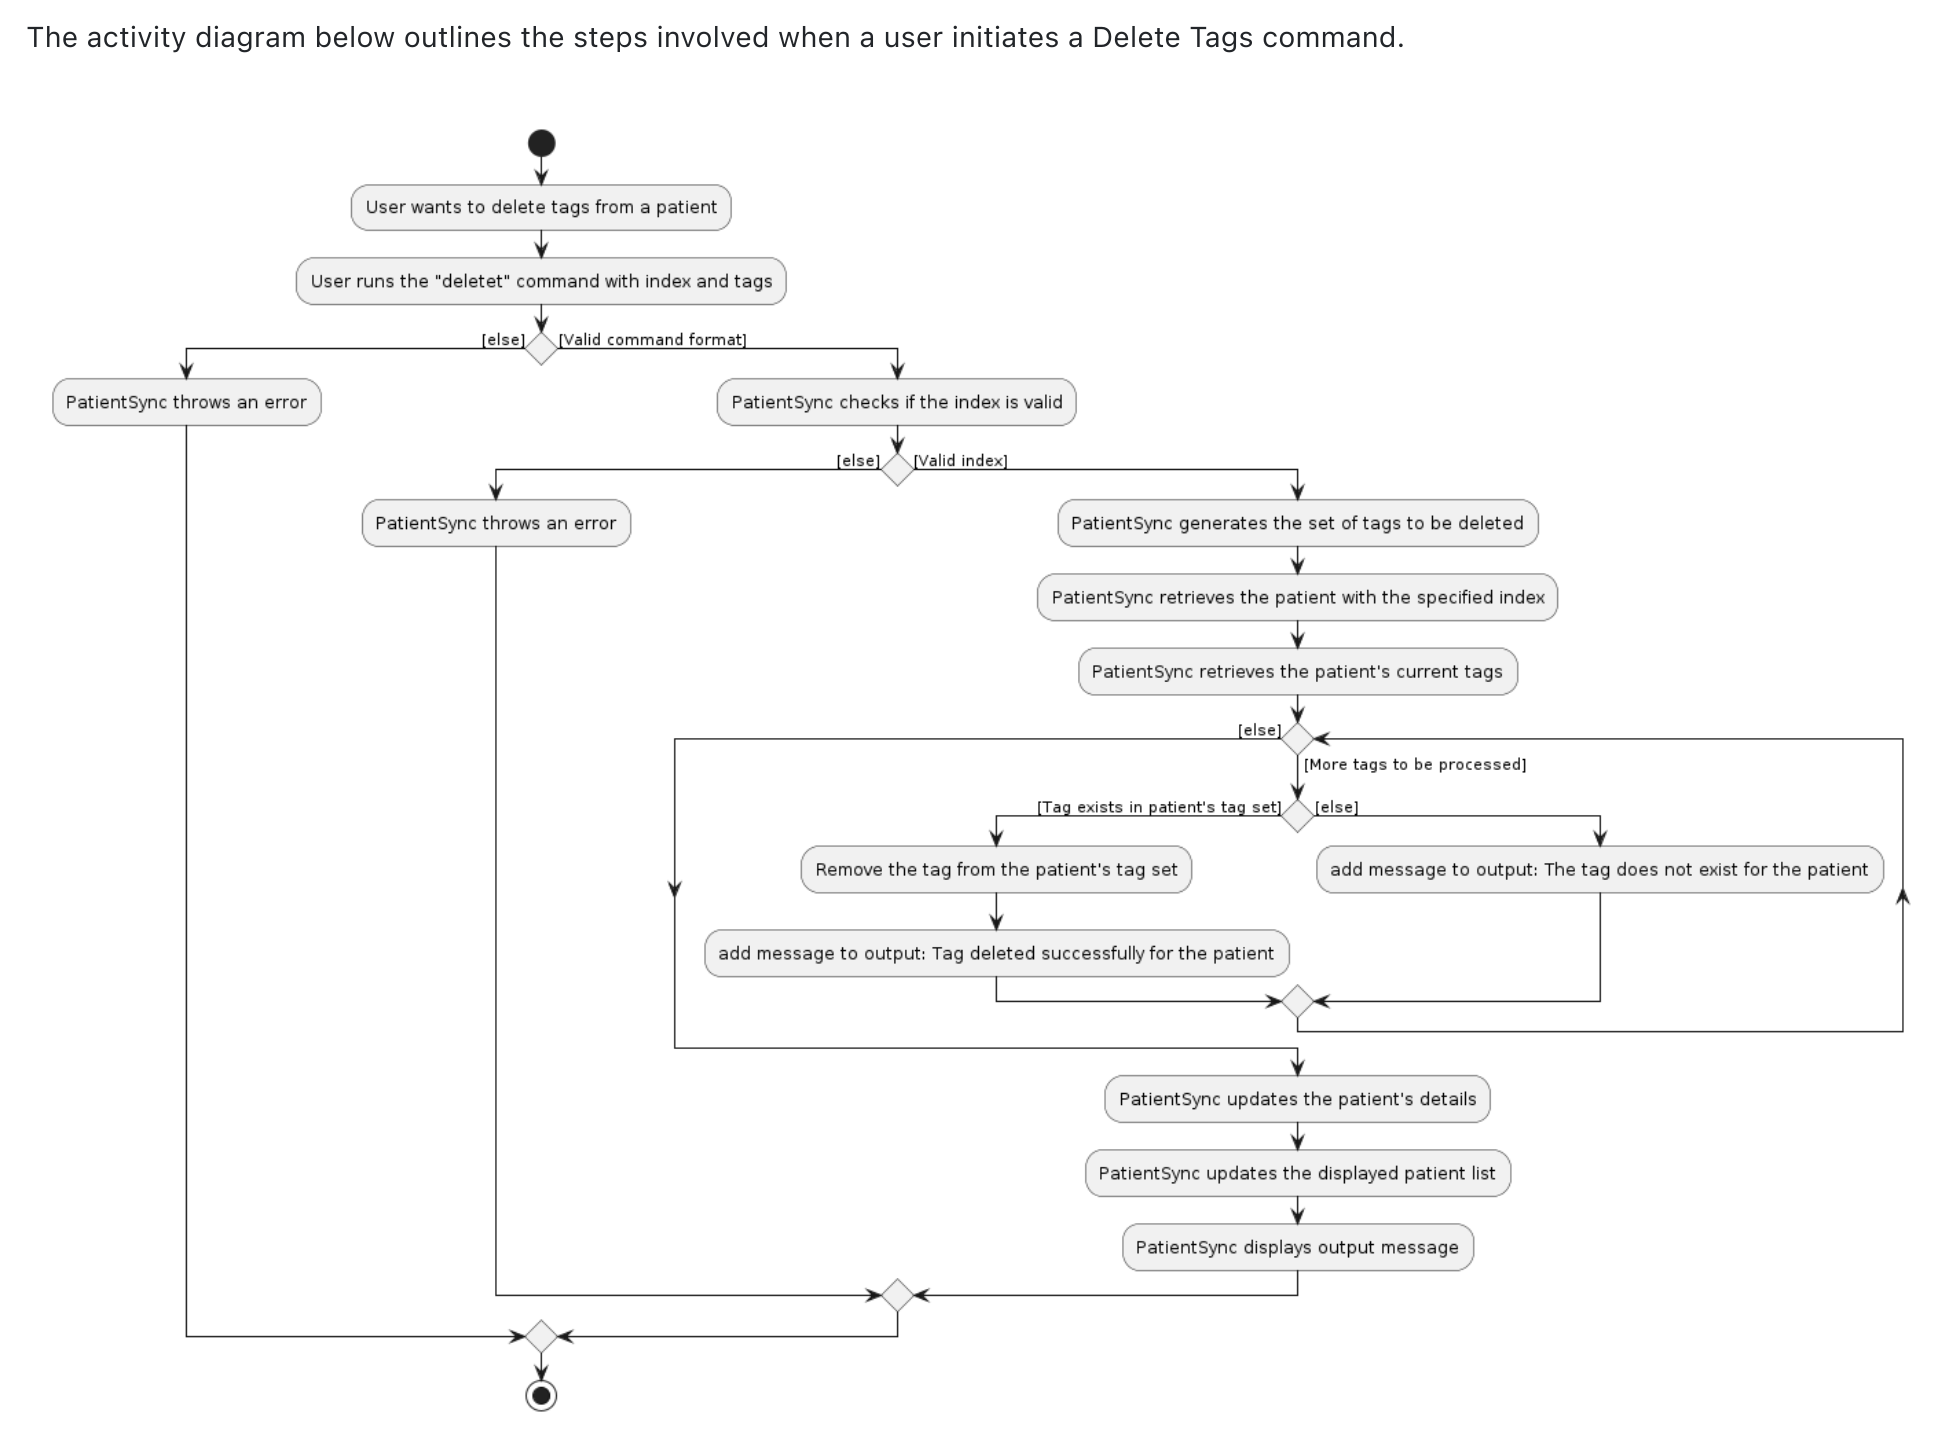 The activity diagram below outlines the steps involved when a user initiates a Delete Tags command.
User wants to delete tags from a patient
User runs the "deletet" command with index and tags
[else]
[Valid command format]
PatientSync throws an error
PatientSync checks if the index is valid
[else]
[Valid index]
PatientSync throws an error
PatientSync generates the set of tags to be deleted
PatientSync retrieves the patient with the specified index
PatientSync retrieves the patient's current tags
[else]
[More tags to be processed]
[Tag exists in patient's tag set]
[else]
Remove the tag from the patient's tag set
add message to output: The tag does not exist for the patient
add message to output: Tag deleted successfully for the patient
PatientSync updates the patient's details
PatientSync updates the displayed patient list
PatientSync displays output message